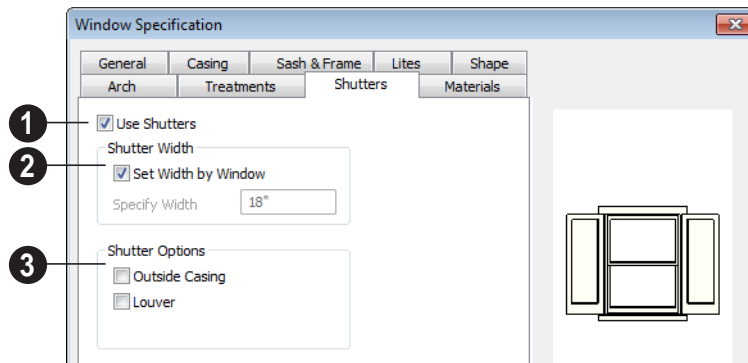 Window Specification
General Casing Sash & Frame Lites Shape
Arch Treatments Shutters Materials
1 Use Shutters
Shutter Width
2 Set Width by Window
Specify Width 18"
Shutter Options
3 Outside Casing
Louver